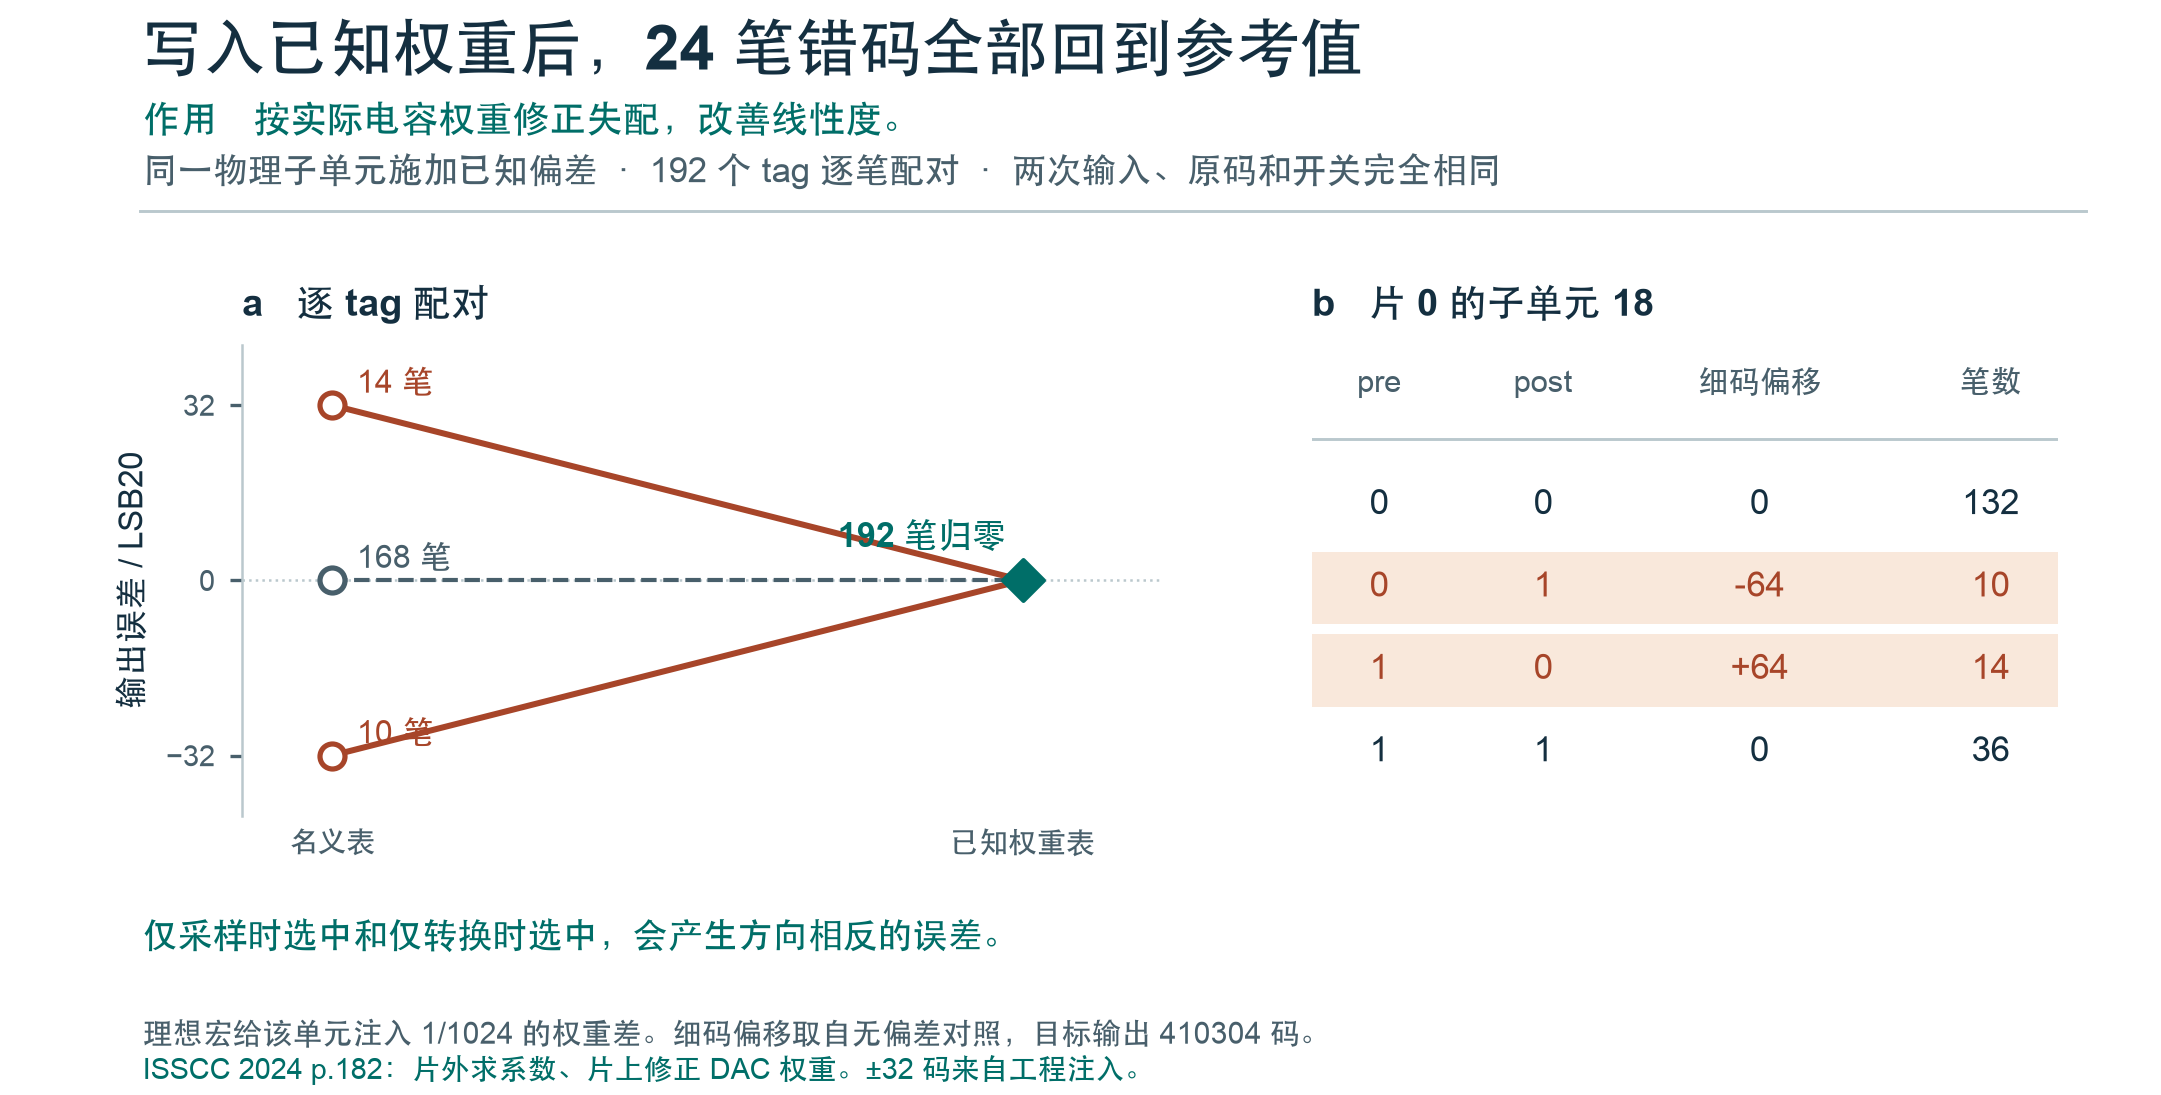 写入已知权重后，24 笔错码全部回到参考值
作用　按实际电容权重修正失配，改善线性度。
同一物理子单元施加已知偏差 · 192 个 tag 逐笔配对 · 两次输入、原码和开关完全相同
a 逐 tag 配对
输出误差 / LSB20
32
0
−32
14 笔
168 笔
10 笔
192 笔归零
名义表
已知权重表
b 片 0 的子单元 18
pre post 细码偏移 笔数
0 0 0 132
0 1 -64 10
1 0 +64 14
1 1 0 36
仅采样时选中和仅转换时选中，会产生方向相反的误差。
理想宏给该单元注入 1/1024 的权重差。细码偏移取自无偏差对照，目标输出 410304 码。
ISSCC 2024 p.182：片外求系数、片上修正 DAC 权重。±32 码来自工程注入。